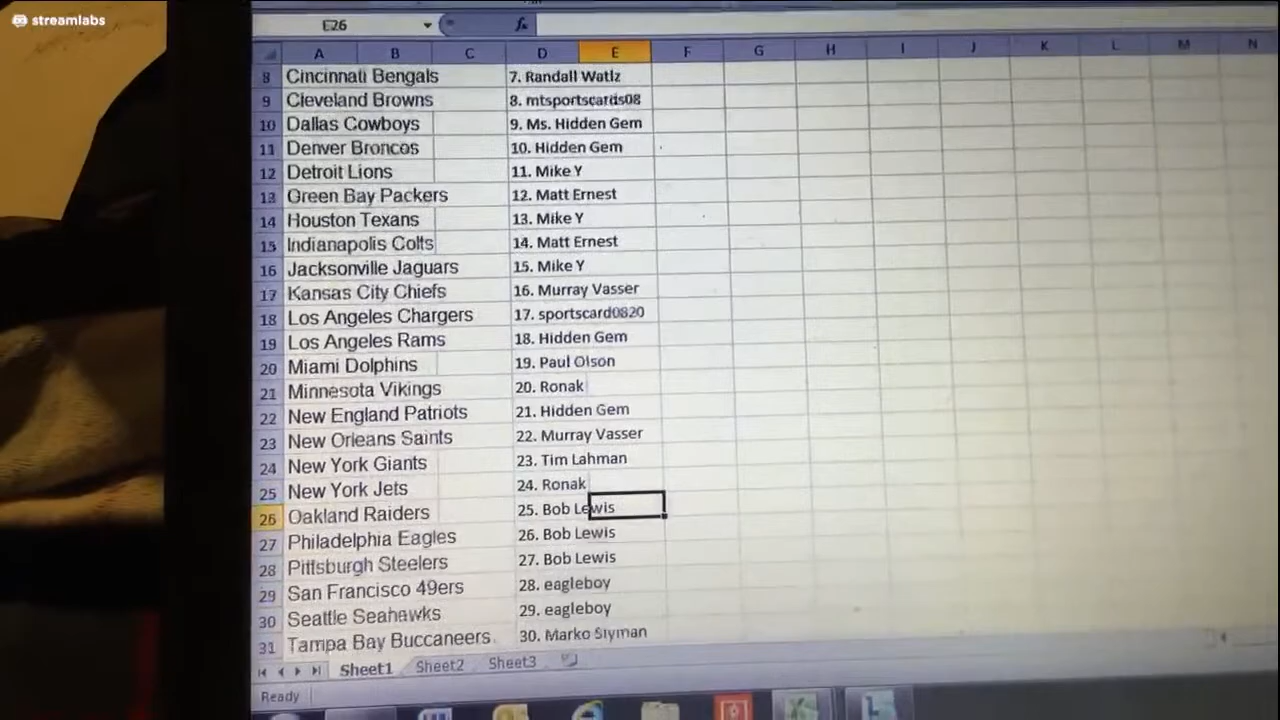 streamlabs
E26 fx
A B C D E F G H I J K L M N
8 Cincinnati Bengals 7. Randall Watlz
9 Cleveland Browns 8. mtsportscards08
10 Dallas Cowboys 9. Ms. Hidden Gem
11 Denver Broncos 10. Hidden Gem
12 Detroit Lions 11. Mike Y
13 Green Bay Packers 12. Matt Ernest
14 Houston Texans 13. Mike Y
15 Indianapolis Colts 14. Matt Ernest
16 Jacksonville Jaguars 15. Mike Y
17 Kansas City Chiefs 16. Murray Vasser
18 Los Angeles Chargers 17. sportscard0820
19 Los Angeles Rams 18. Hidden Gem
20 Miami Dolphins 19. Paul Olson
21 Minnesota Vikings 20. Ronak
22 New England Patriots 21. Hidden Gem
23 New Orleans Saints 22. Murray Vasser
24 New York Giants 23. Tim Lahman
25 New York Jets 24. Ronak
26 Oakland Raiders 25. Bob Lewis
27 Philadelphia Eagles 26. Bob Lewis
28 Pittsburgh Steelers 27. Bob Lewis
29 San Francisco 49ers 28. eagleboy
30 Seattle Seahawks 29. eagleboy
31 Tampa Bay Buccaneers 30. Marko Slyman
Sheet1 Sheet2 Sheet3
Ready